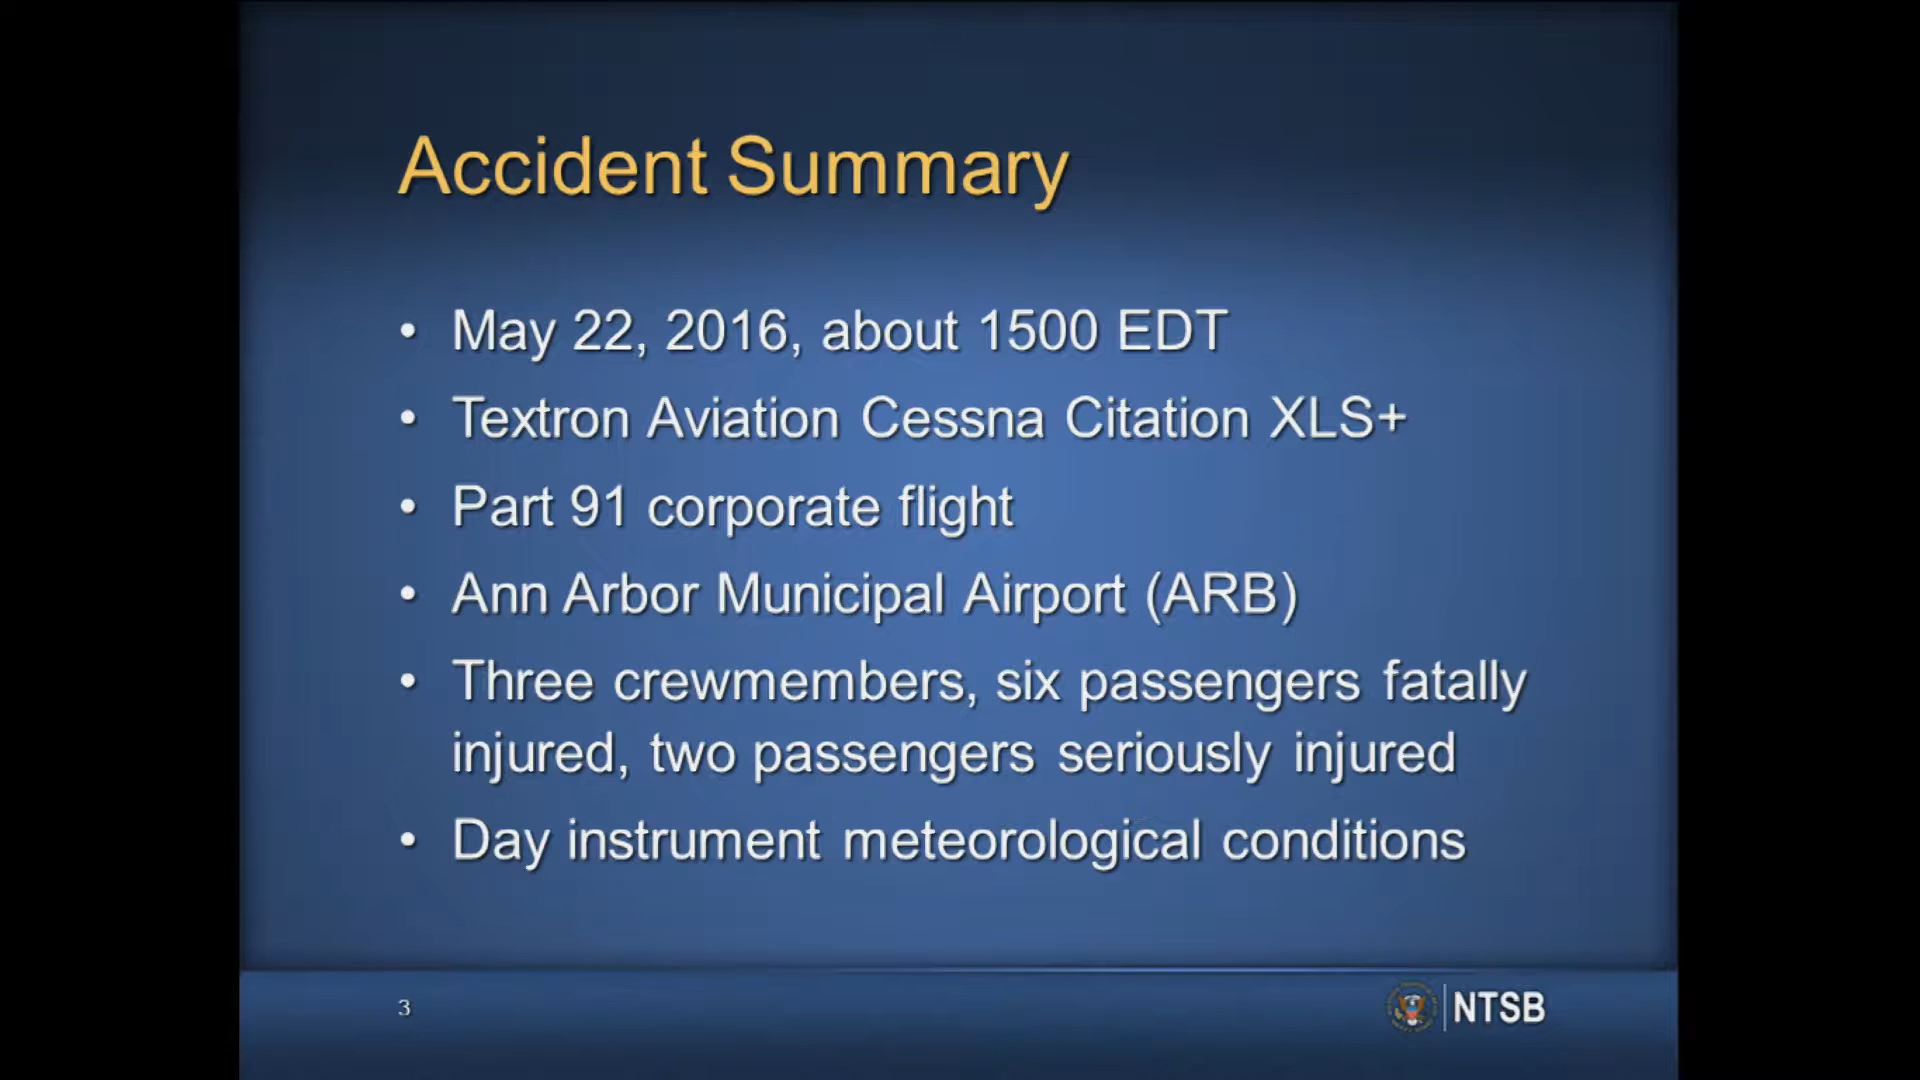 Accident Summary
• May 22, 2016, about 1500 EDT
• Textron Aviation Cessna Citation XLS+
• Part 91 corporate flight
• Ann Arbor Municipal Airport (ARB)
• Three crewmembers, six passengers fatally
injured, two passengers seriously injured
• Day instrument meteorological conditions
3
NTSB